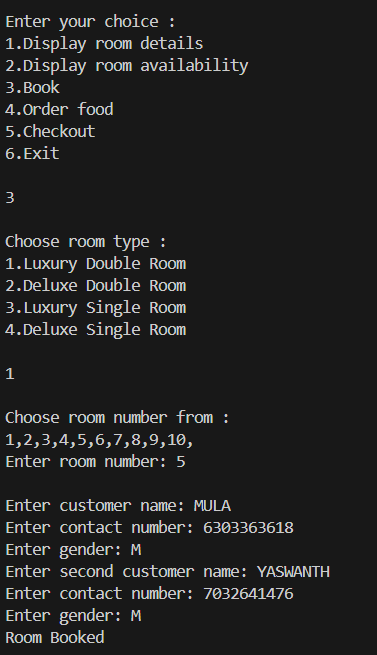 Enter your choice :
1.Display room details
2.Display room availability
3.Book
4.Order food
5.Checkout
6.Exit
3
Choose room type :
1.Luxury Double Room
2.Deluxe Double Room
3.Luxury Single Room
4.Deluxe Single Room
1
Choose room number from :
1,2,3,4,5,6,7,8,9,10,
Enter room number: 5
Enter customer name: MULA
Enter contact number: 6303363618
Enter gender: M
Enter second customer name: YASWANTH
Enter contact number: 7032641476
Enter gender: M
Room Booked